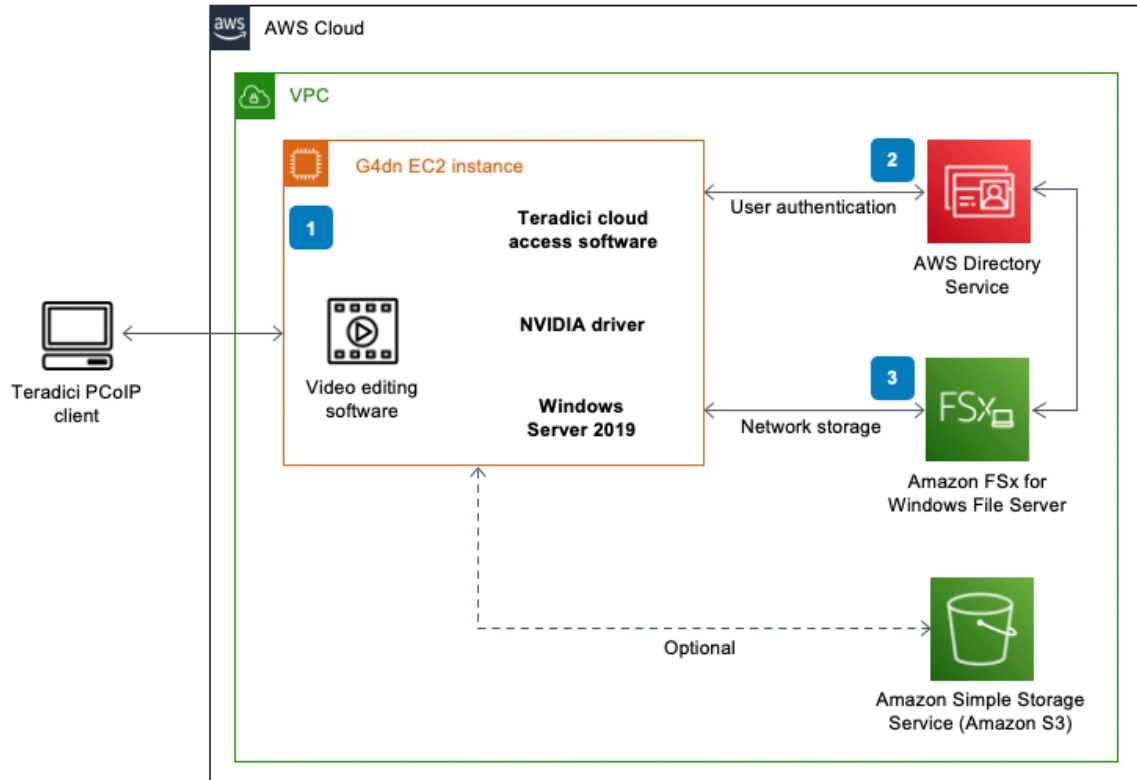 aws
AWS Cloud
VPC
G4dn EC2 instance
1
Teradici cloud
access software
NVIDIA driver
Windows
Server 2019
Video editing
software
Teradici PCoIP
client
2
User authentication
AWS Directory
Service
3
Network storage
FSx
Amazon FSx for
Windows File Server
Optional
Amazon Simple Storage
Service (Amazon S3)